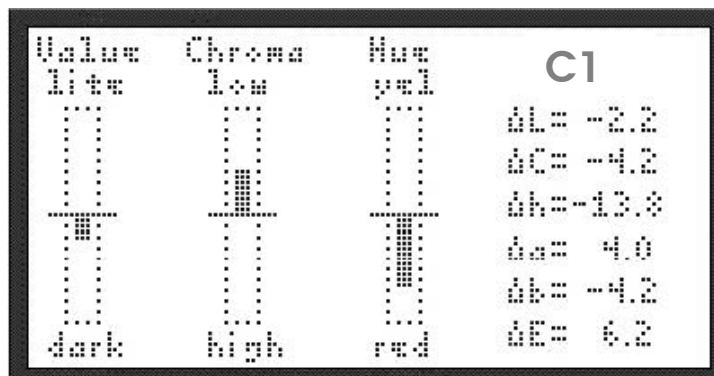 Value Chroma Hue C1
lite low yel
ΔL= -2.2
ΔC= -4.2
Δh=-13.8
Δa= 4.0
Δb= -4.2
ΔE= 6.2
dark high red